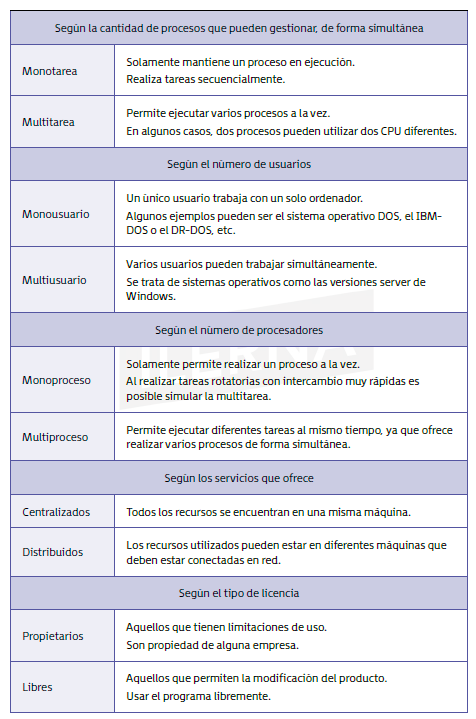 Según la cantidad de procesos que pueden gestionar, de forma simultánea
Monotarea
Solamente mantiene un proceso en ejecución.
Realiza tareas secuencialmente.
Multitarea
Permite ejecutar varios procesos a la vez.
En algunos casos, dos procesos pueden utilizar dos CPU diferentes.
Según el número de usuarios
Monousuario
Un único usuario trabaja con un solo ordenador.
Algunos ejemplos pueden ser el sistema operativo DOS, el IBM-
DOS o el DR-DOS, etc.
Multiusuario
Varios usuarios pueden trabajar simultáneamente.
Se trata de sistemas operativos como las versiones server de
Windows.
Según el número de procesadores
Monoproceso
Solamente permite realizar un proceso a la vez.
Al realizar tareas rotatorias con intercambio muy rápidas es
posible simular la multitarea.
Multiproceso
Permite ejecutar diferentes tareas al mismo tiempo, ya que ofrece
realizar varios procesos de forma simultánea.
Según los servicios que ofrece
Centralizados
Todos los recursos se encuentran en una misma máquina.
Distribuidos
Los recursos utilizados pueden estar en diferentes máquinas que
deben estar conectadas en red.
Según el tipo de licencia
Propietarios
Aquellos que tienen limitaciones de uso.
Son propiedad de alguna empresa.
Libres
Aquellos que permiten la modificación del producto.
Usar el programa libremente.